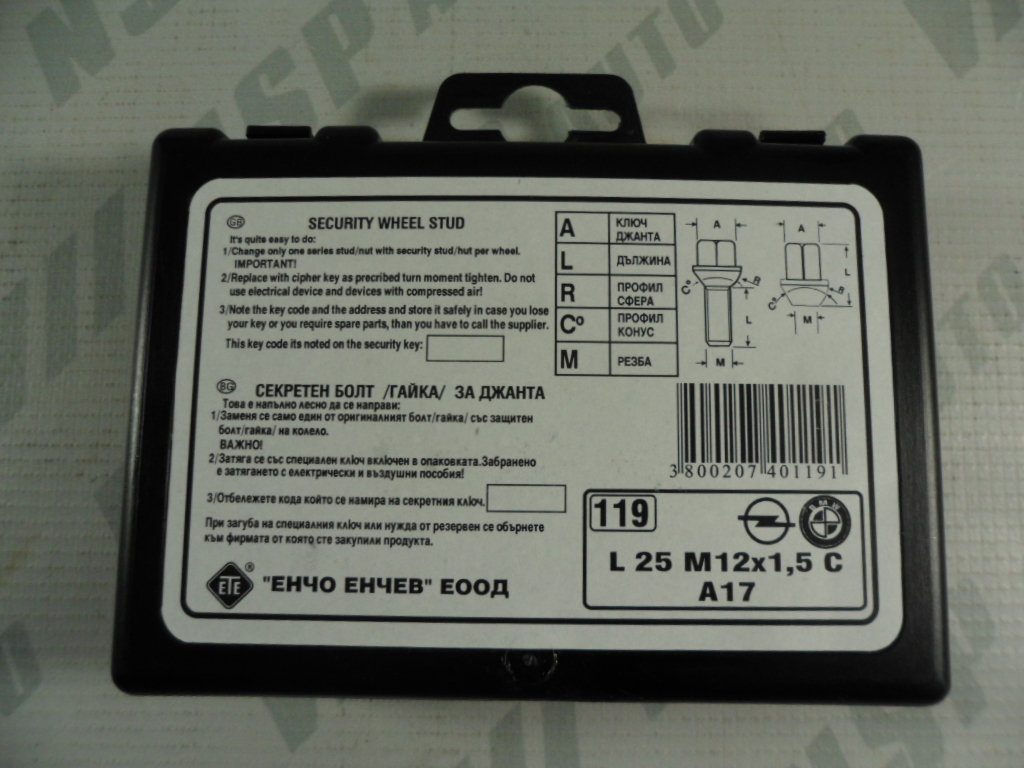 GB SECURITY WHEEL STUD
It's quite easy to do:
1/Change only one series stud/nut with security stud/hut per wheel.
IMPORTANT!
2/Replace with cipher key as precribed turn moment tighten. Do not
use electrical device and devices with compressed air!
3/Note the key code and the address and store it safely in case you lose
your key or you require spare parts, than you have to call the supplier.
This key code its noted on the security key:
BG СЕКРЕТЕН БОЛТ /ГАЙКА/ ЗА ДЖАНТА
Това е напълно лесно да се направи:
1/Заменя се само един от оригиналният болт/гайка/ със защитен
болт/гайка/ на колело.
ВАЖНО!
2/Затяга се със специален ключ включен в опаковката.Забранено
е затягането с електрически и въздушни пособия!
3/Отбележете кода който се намира на секретния ключ.
При загуба на специалния ключ или нужда от резервен се обърнете
към фирмата от която сте закупили продукта.
ETE ® "ЕНЧО ЕНЧЕВ" ЕООД
A КЛЮЧ
ДЖАНТА
L ДЪЛЖИНА
R ПРОФИЛ
СФЕРА
Cº ПРОФИЛ
КОНУС
M РЕЗБА
A
R
Cº
L
M
A
R
Cº
L
M
3800207 401191
119
BMW
L 25 M12x1,5 C
A17
NSP AUTO